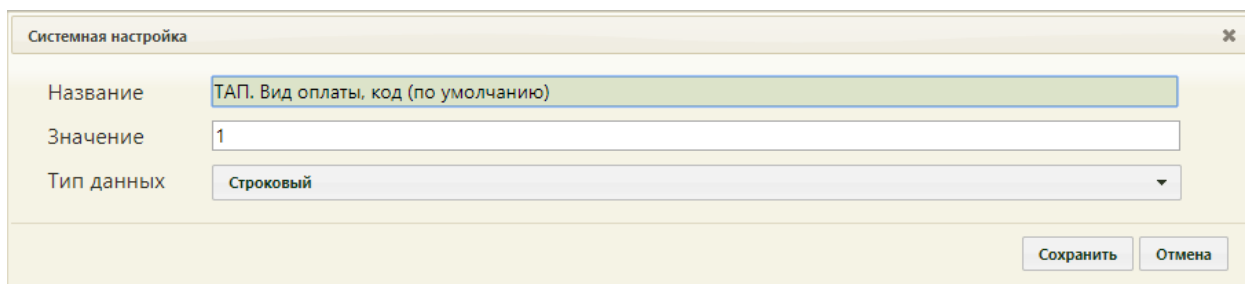 Системная настройка
Название ТАП. Вид оплаты, код (по умолчанию)
Значение 1
Тип данных Строковый
Сохранить Отмена